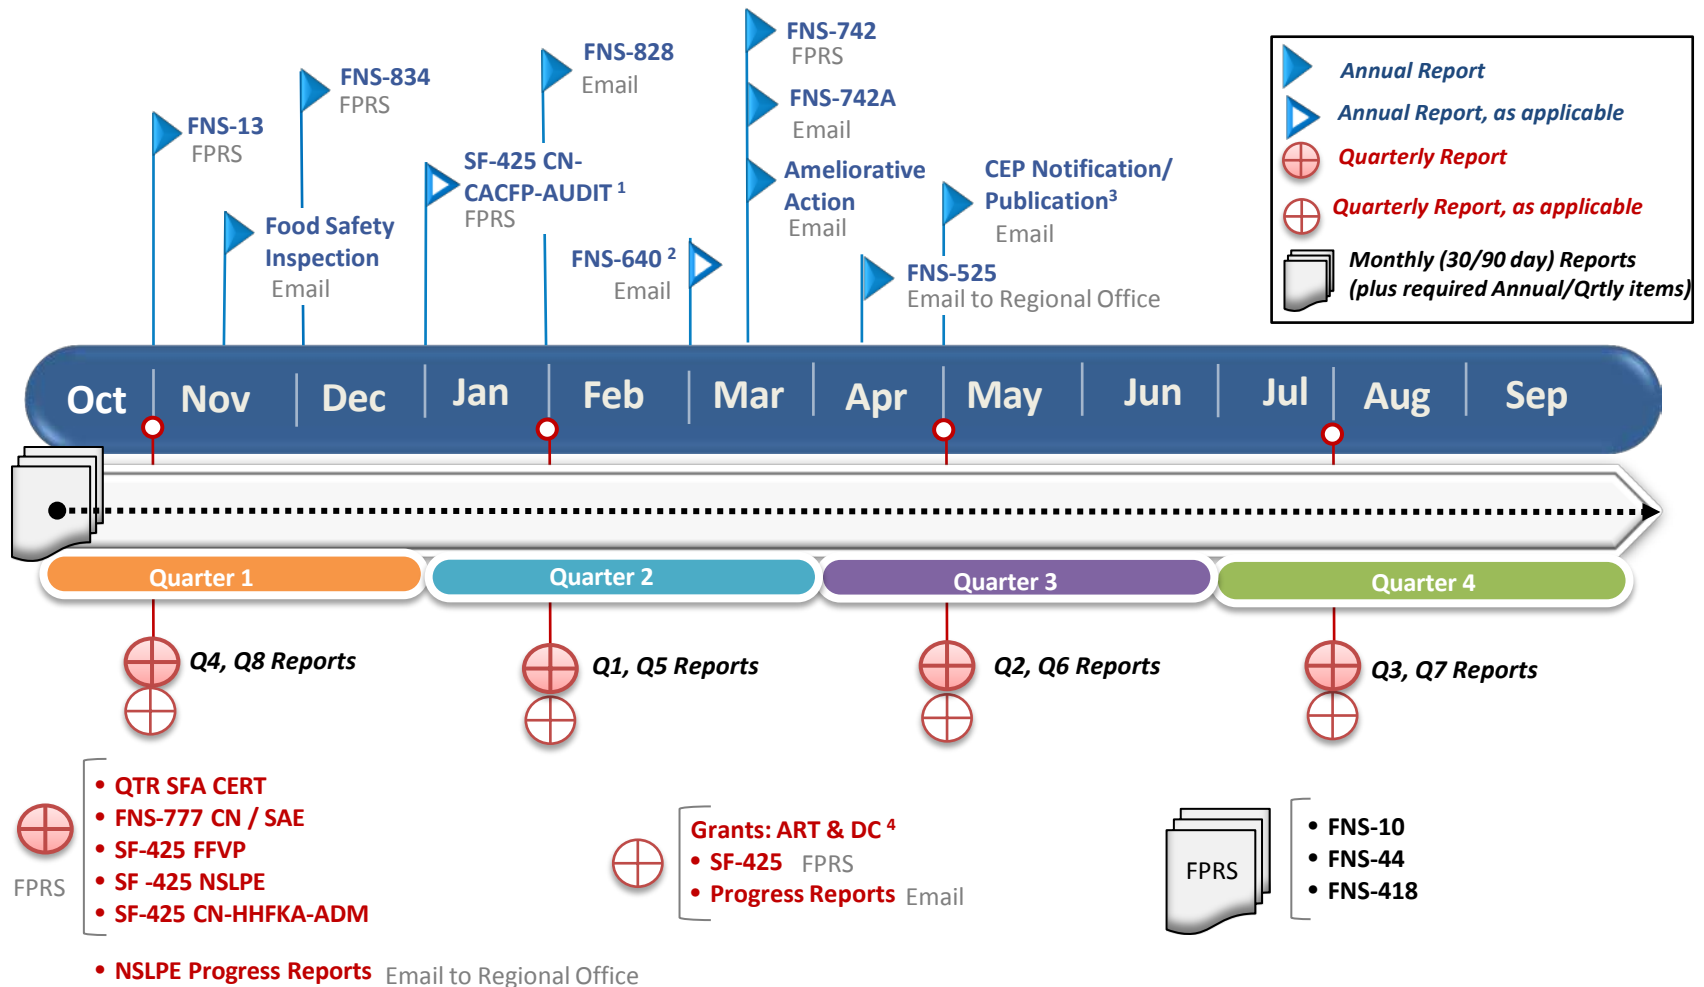 FNS-13
FPRS
Food Safety
Inspection
Email
FNS-834
FPRS
SF-425 CN-
CACFP-AUDIT 1
FPRS
FNS-828
Email
FNS-640 2
Email
FNS-742
FPRS
FNS-742A
Email
Ameliorative
Action
Email
FNS-525
Email to Regional Office
CEP Notification/
Publication3
Email
Annual Report
Annual Report, as applicable
Quarterly Report
Quarterly Report, as applicable
Monthly (30/90 day) Reports
(plus required Annual/Qrtly items)
Oct Nov Dec Jan Feb Mar Apr May Jun Jul Aug Sep
Quarter 1 Quarter 2 Quarter 3 Quarter 4
Q4, Q8 Reports
Q1, Q5 Reports
Q2, Q6 Reports
Q3, Q7 Reports
FPRS
• QTR SFA CERT
• FNS-777 CN / SAE
• SF-425 FFVP
• SF -425 NSLPE
• SF-425 CN-HHFKA-ADM
• NSLPE Progress Reports Email to Regional Office
Grants: ART & DC 4
• SF-425 FPRS
• Progress Reports Email
FPRS
• FNS-10
• FNS-44
• FNS-418